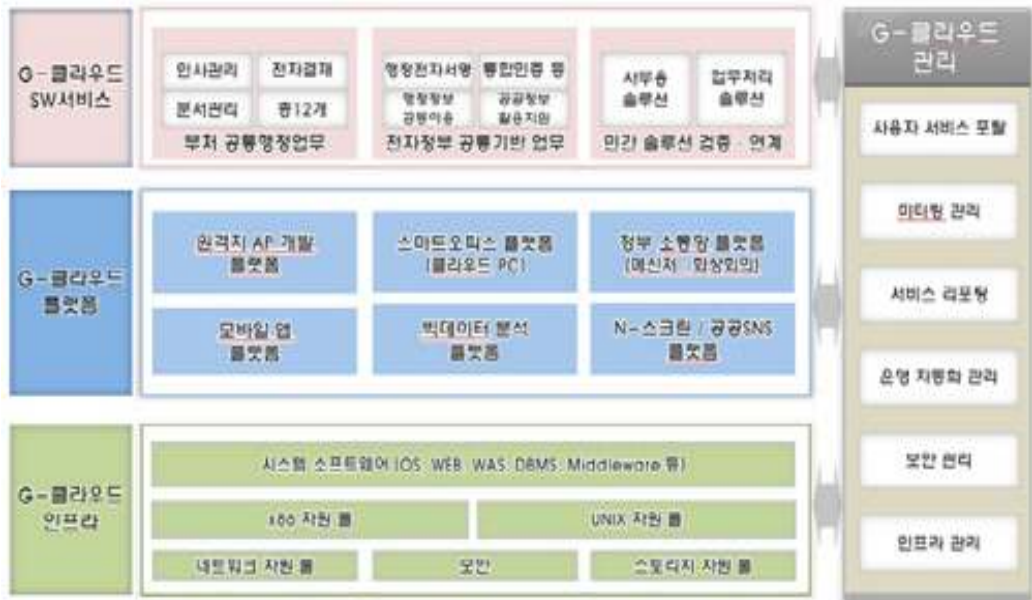 G-클라우드
SW서비스
인사관리
전자결재
문서관리
총12개
부처 공통행정업무
행정전자서명
통합인증 등
행정정보
공동이용
공공정보
활용지원
전자정부 공통기반 업무
사무용
솔루션
업무처리
솔루션
민간 솔루션 검증·연계
G-클라우드
플랫폼
원격지 AP 개발
플랫폼
스마트오피스 플랫폼
(클라우드 PC)
정부 소통망 플랫폼
(메신저·화상회의)
모바일 앱
플랫폼
빅데이터 분석
플랫폼
N-스크린 / 공공SNS
플랫폼
G-클라우드
인프라
시스템 소프트웨어 (OS, WEB, WAS, DBMS, Middleware 등)
x86 자원 풀
UNIX 자원 풀
네트워크 자원 풀
보안
스토리지 자원 풀
G-클라우드
관리
사용자 서비스 포탈
미터링 관리
서비스 리포팅
운영 자동화 관리
보안 관리
인프라 관리